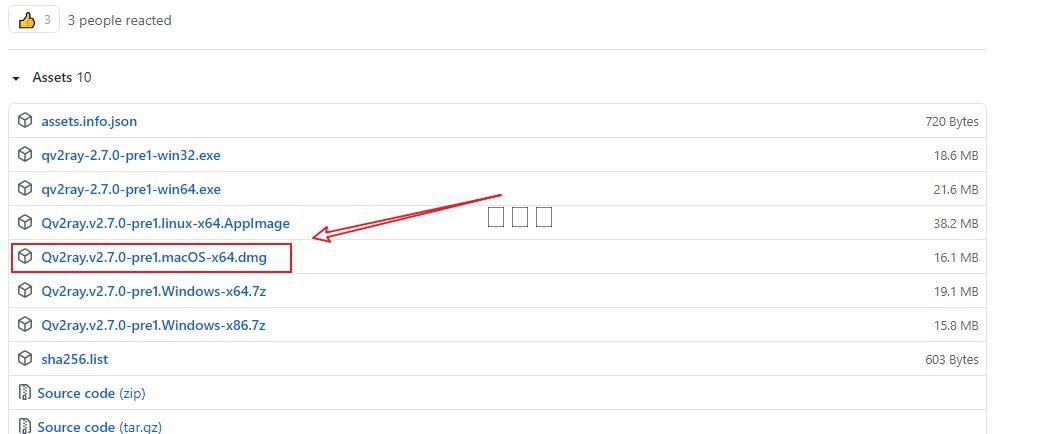 3 3 people reacted
Assets 10
assets.info.json 720 Bytes
qv2ray-2.7.0-pre1-win32.exe 18.6 MB
qv2ray-2.7.0-pre1-win64.exe 21.6 MB
Qv2ray.v2.7.0-pre1.linux-x64.AppImage 38.2 MB
Qv2ray.v2.7.0-pre1.macOS-x64.dmg 16.1 MB
Qv2ray.v2.7.0-pre1.Windows-x64.7z 19.1 MB
Qv2ray.v2.7.0-pre1.Windows-x86.7z 15.8 MB
sha256.list 603 Bytes
Source code (zip)
Source code (tar.gz)